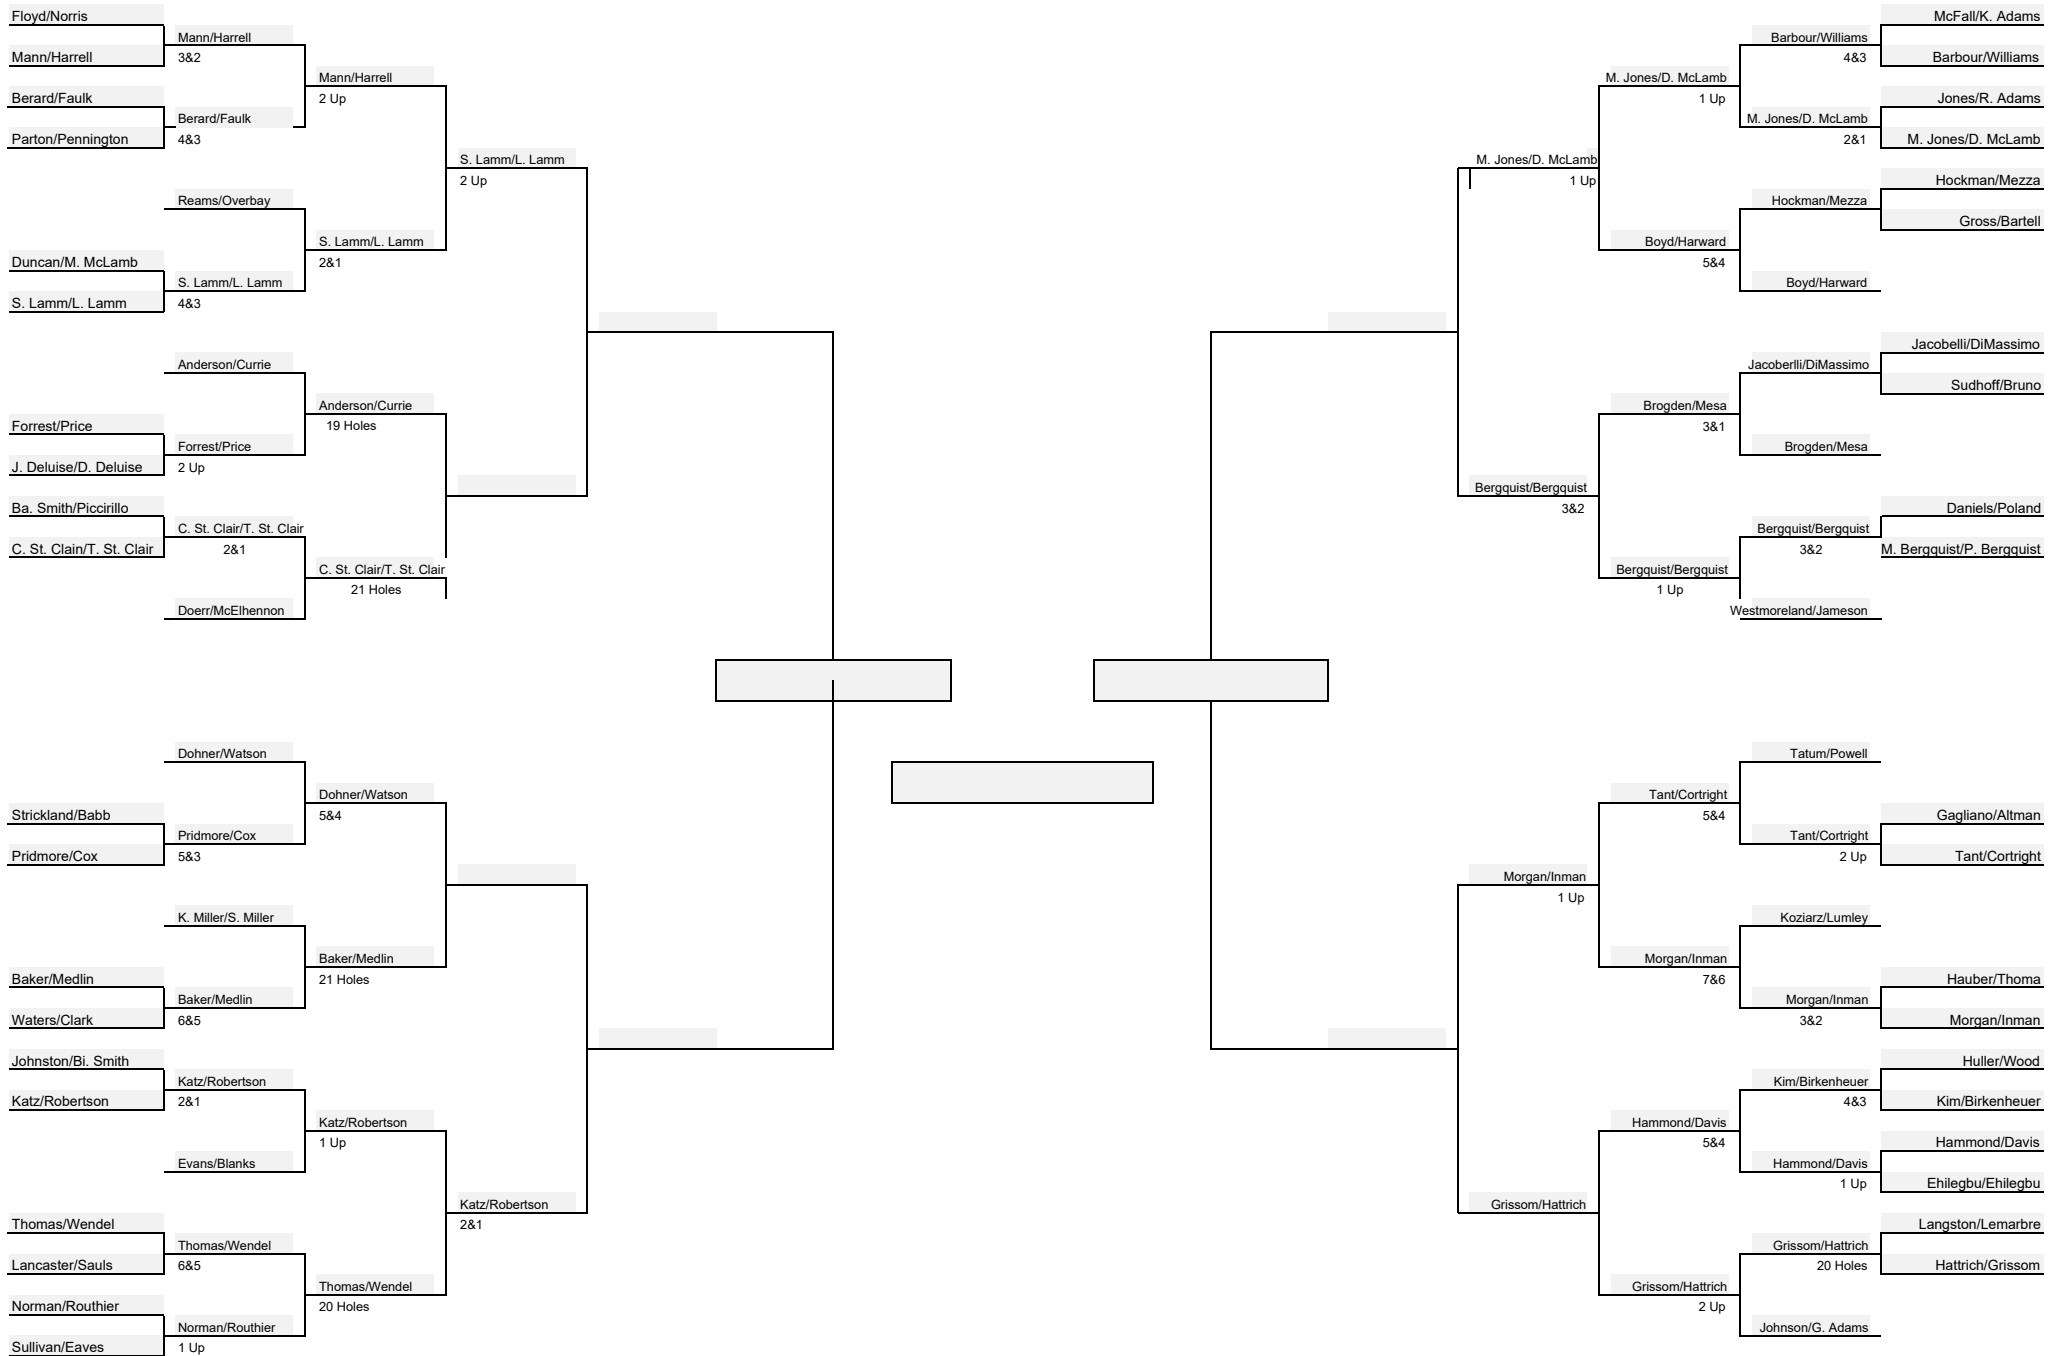 Floyd/Norris
Mann/Harrell
Berard/Faulk
Parton/Pennington
Duncan/M. McLamb
S. Lamm/L. Lamm
Forrest/Price
J. Deluise/D. Deluise
Ba. Smith/Piccirillo
C. St. Clain/T. St. Clair
Strickland/Babb
Pridmore/Cox
Baker/Medlin
Waters/Clark
Johnston/Bi. Smith
Katz/Robertson
Thomas/Wendel
Lancaster/Sauls
Norman/Routhier
Sullivan/Eaves
Mann/Harrell
3&2
Berard/Faulk
4&3
Reams/Overbay
S. Lamm/L. Lamm
4&3
Anderson/Currie
Forrest/Price
2 Up
C. St. Clair/T. St. Clair
2&1
Doerr/McElhennon
Dohner/Watson
Pridmore/Cox
5&3
K. Miller/S. Miller
Baker/Medlin
6&5
Katz/Robertson
2&1
Evans/Blanks
Thomas/Wendel
6&5
Norman/Routhier
1 Up
Mann/Harrell
2 Up
S. Lamm/L. Lamm
2&1
Anderson/Currie
19 Holes
C. St. Clair/T. St. Clair
21 Holes
Dohner/Watson
5&4
Baker/Medlin
21 Holes
Katz/Robertson
1 Up
Thomas/Wendel
20 Holes
S. Lamm/L. Lamm
2 Up
Katz/Robertson
2&1
M. Jones/D. McLamb
1 Up
Bergquist/Bergquist
3&2
Morgan/Inman
1 Up
Grissom/Hattrich
M. Jones/D. McLamb
1 Up
Boyd/Harward
5&4
Brogden/Mesa
3&1
Bergquist/Bergquist
1 Up
Tant/Cortright
5&4
Morgan/Inman
7&6
Hammond/Davis
5&4
Grissom/Hattrich
2 Up
Barbour/Williams
4&3
M. Jones/D. McLamb
2&1
Hockman/Mezza
Boyd/Harward
Jacoberlli/DiMassimo
Brogden/Mesa
Bergquist/Bergquist
3&2
Westmoreland/Jameson
Tatum/Powell
Tant/Cortright
2 Up
Koziarz/Lumley
Morgan/Inman
3&2
Kim/Birkenheuer
4&3
Hammond/Davis
1 Up
Grissom/Hattrich
20 Holes
Johnson/G. Adams
McFall/K. Adams
Barbour/Williams
Jones/R. Adams
M. Jones/D. McLamb
Hockman/Mezza
Gross/Bartell
Jacobelli/DiMassimo
Sudhoff/Bruno
Daniels/Poland
M. Bergquist/P. Bergquist
Gagliano/Altman
Tant/Cortright
Hauber/Thoma
Morgan/Inman
Huller/Wood
Kim/Birkenheuer
Hammond/Davis
Ehilegbu/Ehilegbu
Langston/Lemarbre
Hattrich/Grissom